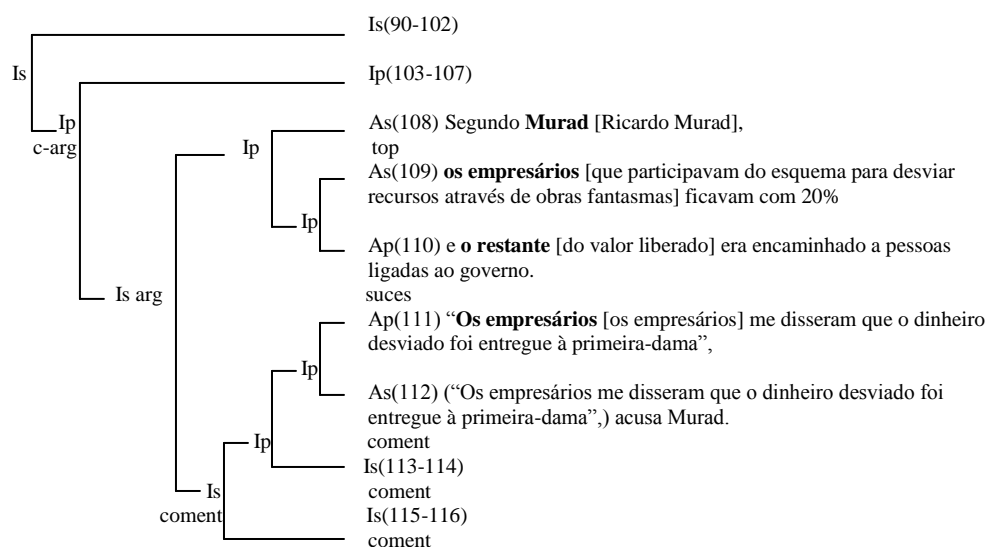 Is(90-102)
Is
Ip(103-107)
Ip
c-arg
As(108) Segundo Murad [Ricardo Murad],
top
Ip
As(109) os empresários [que participavam do esquema para desviar
recursos através de obras fantasmas] ficavam com 20%
Ip
Ap(110) e o restante [do valor liberado] era encaminhado a pessoas
ligadas ao governo.
suces
Is arg
Ap(111) “Os empresários [os empresários] me disseram que o dinheiro
desviado foi entregue à primeira-dama”,
Ip
As(112) (“Os empresários me disseram que o dinheiro desviado foi
entregue à primeira-dama”,) acusa Murad.
coment
Ip
Is(113-114)
coment
Is
coment
Is(115-116)
coment